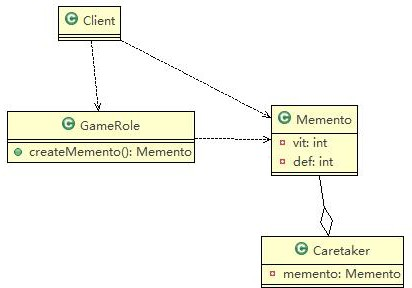 C Client
C GameRole
createMemento(): Memento
C Memento
vit: int
def: int
C Caretaker
memento: Memento